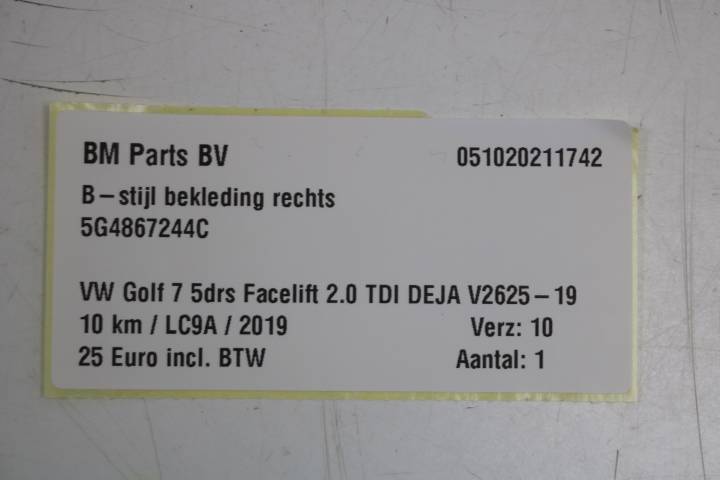 BM Parts BV 051020211742
B-stijl bekleding rechts
5G4867244C
VW Golf 7 5drs Facelift 2.0 TDI DEJA V2625-19
10 km / LC9A / 2019 Verz: 10
25 Euro incl. BTW Aantal: 1